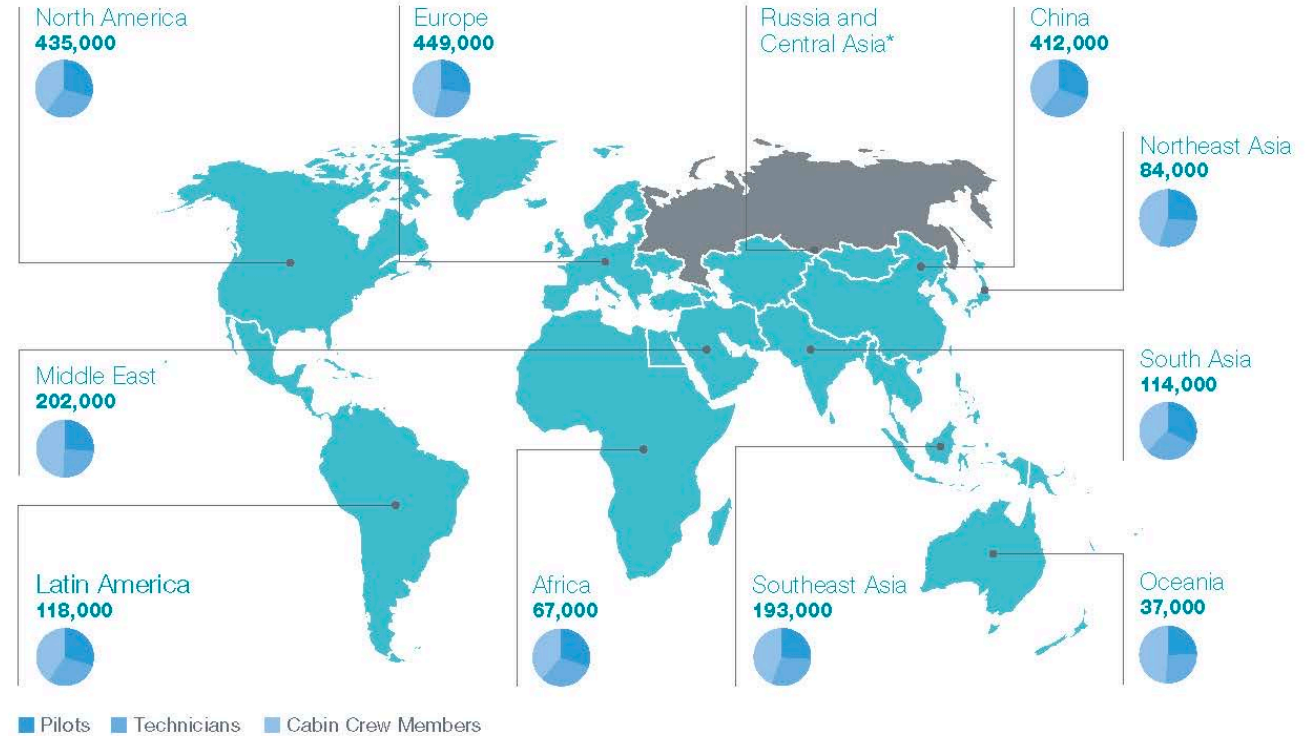 North America
435,000
Europe
449,000
Russia and
Central Asia*
China
412,000
Northeast Asia
84,000
Middle East
202,000
South Asia
114,000
Latin America
118,000
Africa
67,000
Southeast Asia
193,000
Oceania
37,000
Pilots Technicians Cabin Crew Members